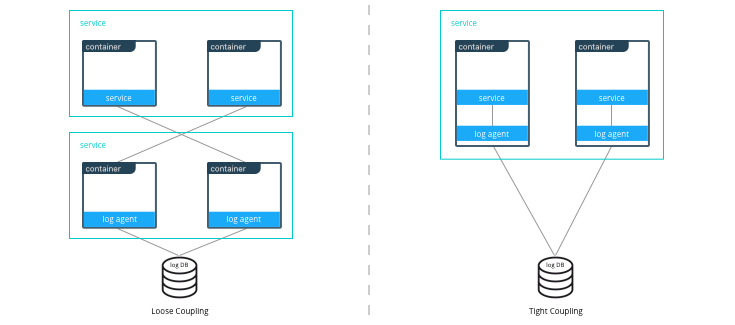 service
container
container
service
service
service
container
container
log agent
log agent
log DB
Loose Coupling
service
container
container
service
service
log agent
log agent
log DB
Tight Coupling